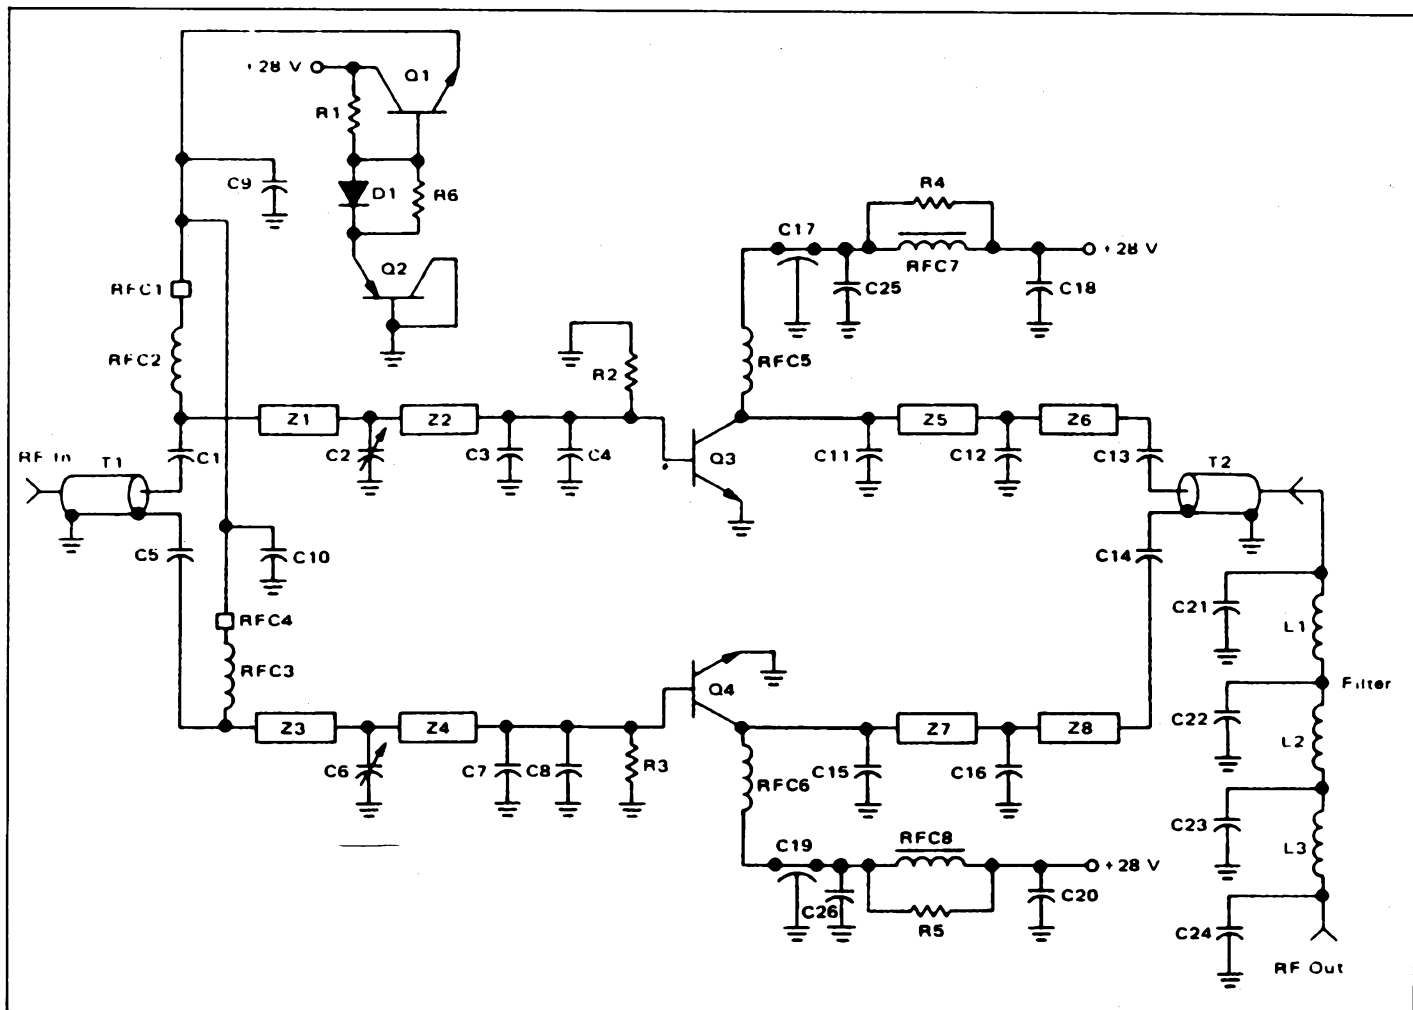 +28 V
Q1
R1
C9
D1
R6
R4
C17
+28 V
RFC7
Q2
RFC1
C25
C18
RFC2
R2
RFC5
Z1
Z2
Z5
Z6
RF In
T1
C1
C2
C3
C4
Q3
C11
C12
C13
T2
C5
C10
C14
C21
RFC4
L1
RFC3
Q4
Filter
Z3
Z4
Z7
Z8
C22
L2
C6
C7
C8
R3
RFC6
C15
C16
C19
RFC8
C23
L3
+28 V
C26
R5
C20
C24
RF Out